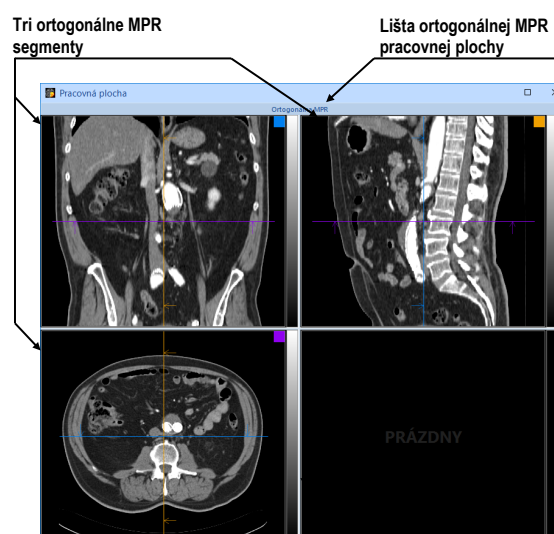 Tri ortogonálne MPR
segmenty
Lišta ortogonálnej MPR
pracovnej plochy
Pracovná plocha
Ortogonálne MPR
PRÁZDNY